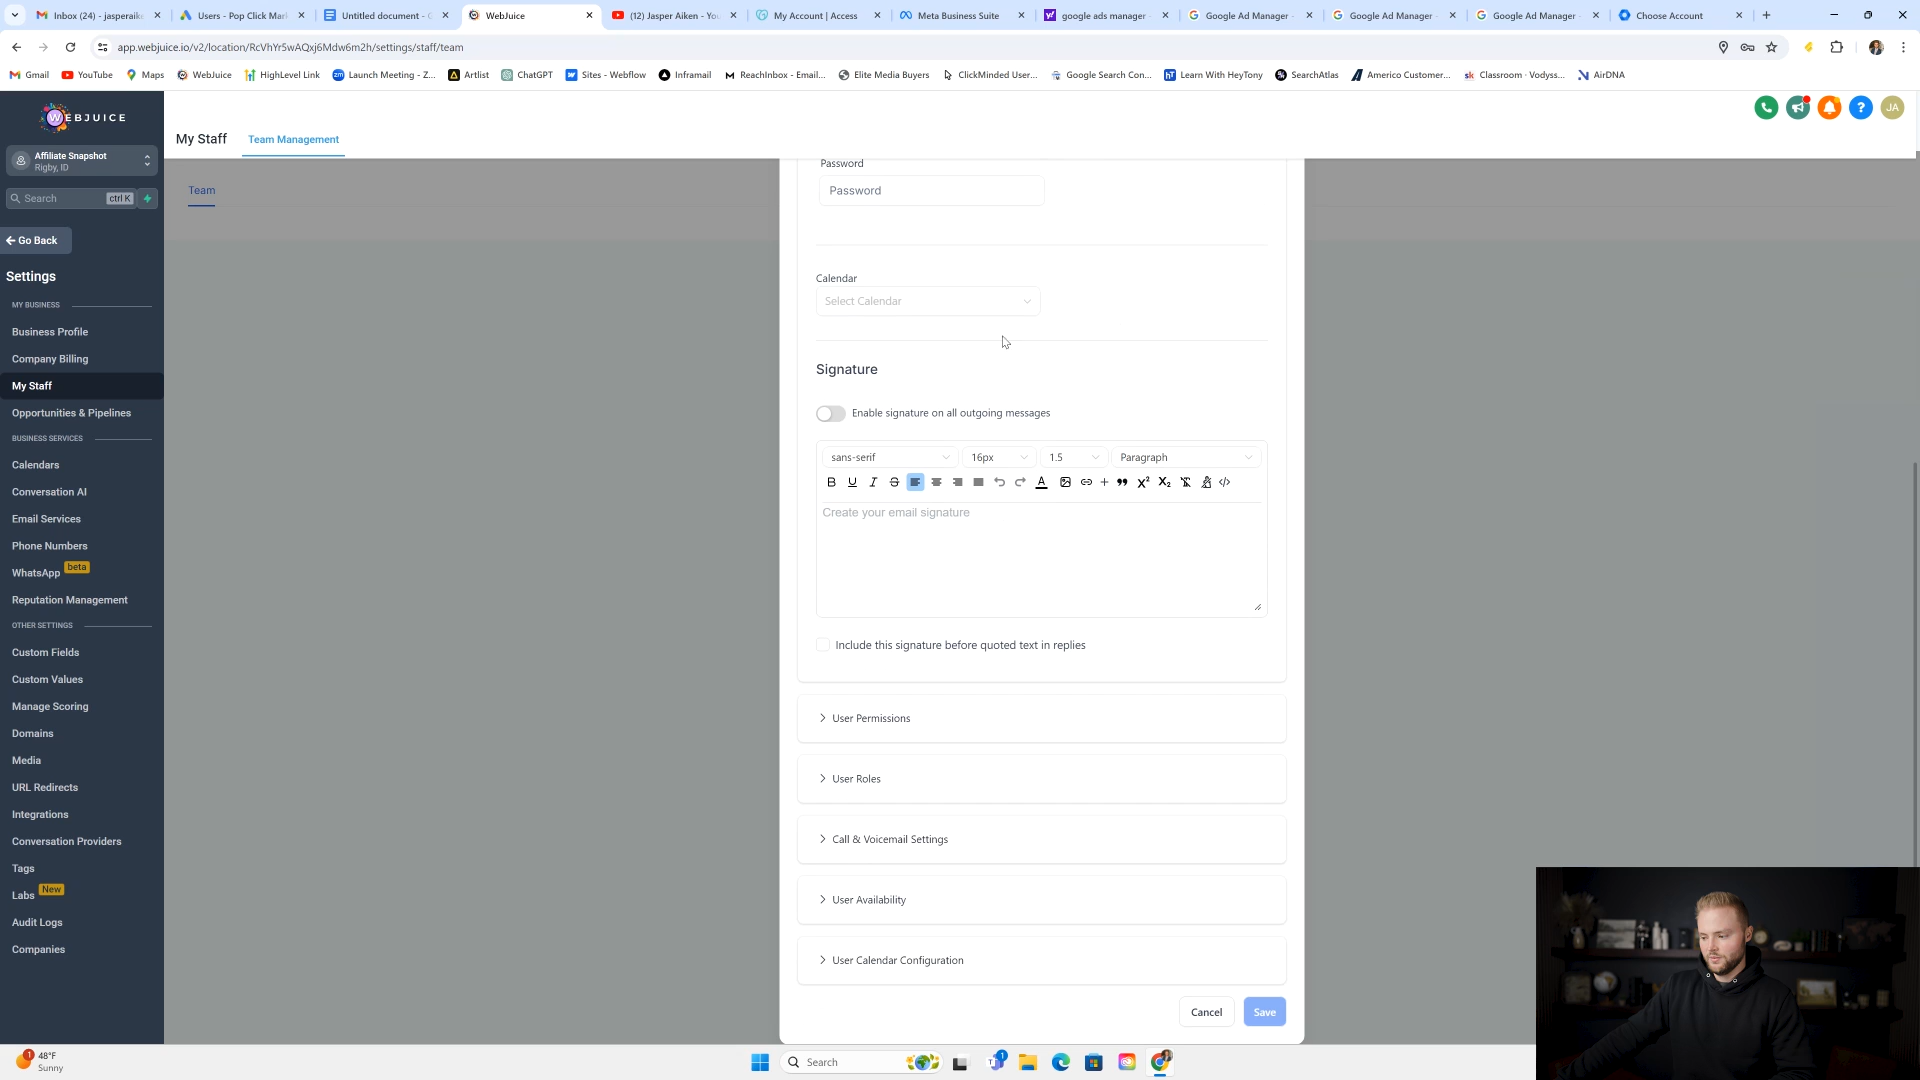 Inbox (24) - jasperaik
Users - Pop Click Mar
Undefined document - G
WebJuice
(12) Jasper Aiken - You
My Account | Access
Meta Business Suite
google ads manager -
Google Ad Manager -
Google Ad Manager -
Google Ad Manager -
Choose Account
app.webjuice.io/v2/location/RcVhYr5wAQxj6Mdw6m2h/settings/staff/team
Gmail
YouTube
Maps
WebJuice
HighLevel Link
Launch Meeting - Z...
Artlist
ChatGPT
Sites - Webflow
Inframail
ReachInbox - Email...
Elite Media Buyers
ClickMinded User...
Google Search Con...
Learn With HeyTony
SearchAtlas
Americo Customer...
Classroom · Vodyss...
AirDNA
WEBJUICE
Affiliate Snapshot
Rigby, ID
Search ctrl K
Go Back
Settings
MY BUSINESS
Business Profile
Company Billing
My Staff
Opportunities & Pipelines
BUSINESS SERVICES
Calendars
Conversation AI
Email Services
Phone Numbers
WhatsApp beta
Reputation Management
OTHER SETTINGS
Custom Fields
Custom Values
Manage Scoring
Domains
Media
URL Redirects
Integrations
Conversation Providers
Tags
Labs New
Audit Logs
Companies
My Staff
Team Management
JA
Team
Password
Password
Calendar
Select Calendar
Signature
Enable signature on all outgoing messages
sans-serif 16px 1.5 Paragraph
Create your email signature
Include this signature before quoted text in replies
User Permissions
User Roles
Call & Voicemail Settings
User Availability
User Calendar Configuration
Cancel Save
48°F
Sunny
Search